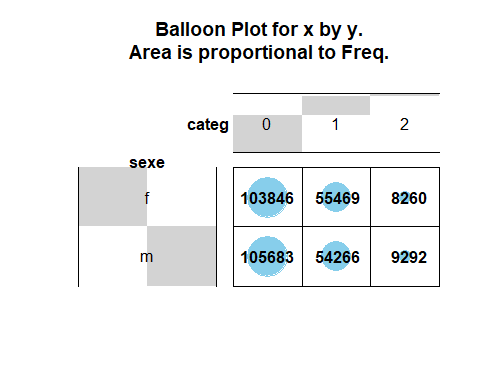 Balloon Plot for x by y.
Area is proportional to Freq.
categ 0 1 2
sexe
f 103846 55469 8260
m 105683 54266 9292